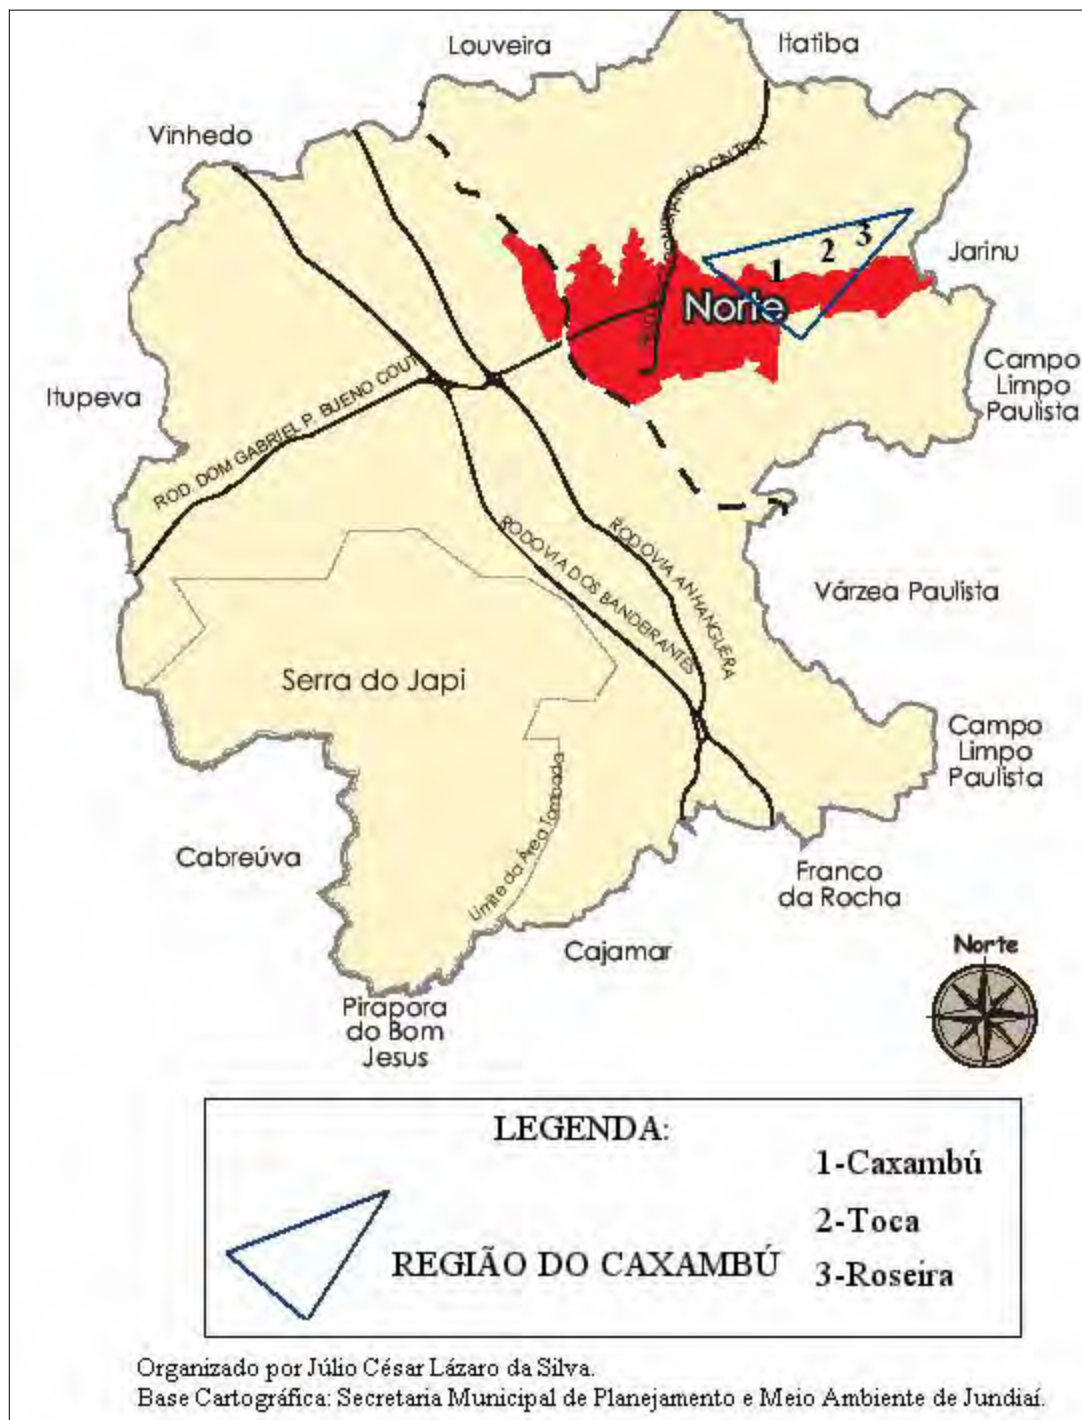 Louveira
Itatiba
Vinhedo
1
2
3
Jarinu
Norte
Campo
Limpo
Paulista
Itupeva
ROD. DOM GABRIEL P. BUENO COUT
RODOVIA DOS BANDEIRANTES
RODOVIA ANHANGUERA
Várzea Paulista
Serra do Japi
Campo
Limpo
Paulista
Limite da Área Tombada
Cabreúva
Franco
da Rocha
Cajamar
Norte
Pirapora
do Bom
Jesus
LEGENDA:
1-Caxambú
2-Toca
REGIÃO DO CAXAMBÚ
3-Roseira
Organizado por Júlio César Lázaro da Silva.
Base Cartográfica: Secretaria Municipal de Planejamento e Meio Ambiente de Jundiaí.